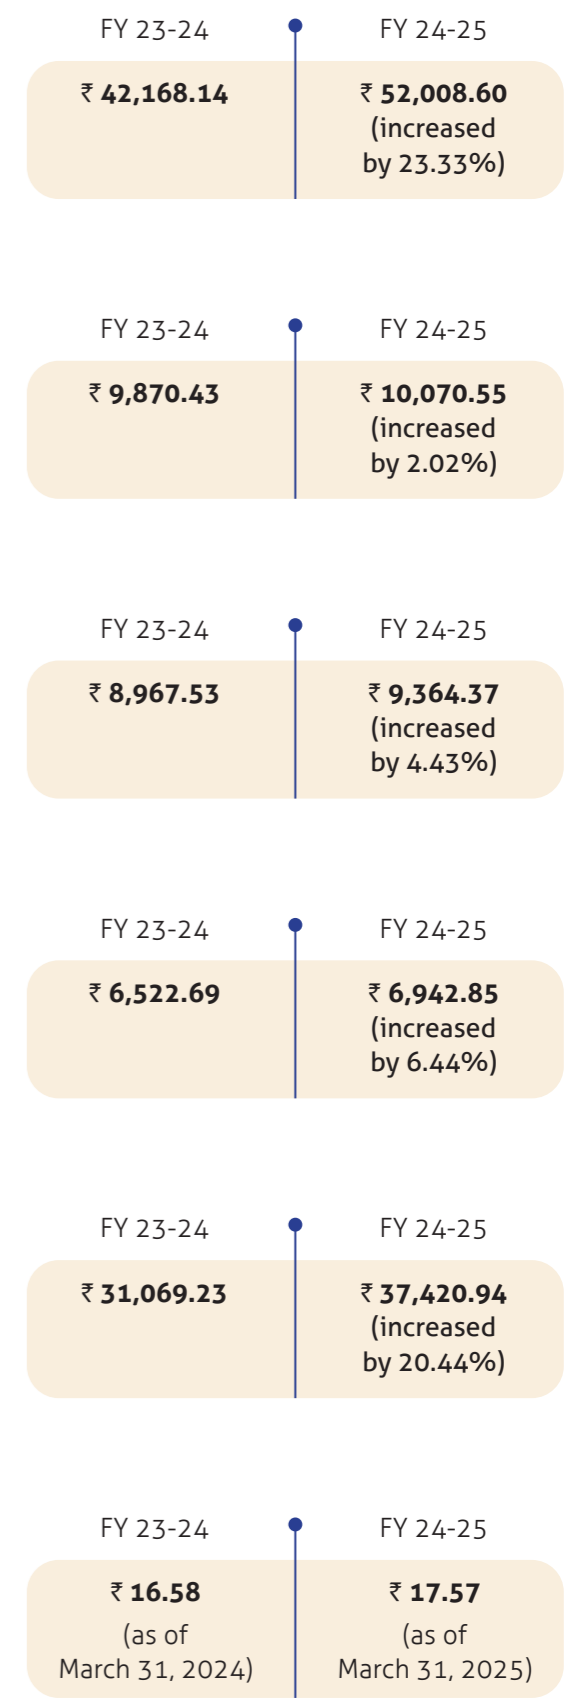 FY 23-24 FY 24-25
₹ 42,168.14 ₹ 52,008.60
(increased
by 23.33%)
FY 23-24 FY 24-25
₹ 9,870.43 ₹ 10,070.55
(increased
by 2.02%)
FY 23-24 FY 24-25
₹ 8,967.53 ₹ 9,364.37
(increased
by 4.43%)
FY 23-24 FY 24-25
₹ 6,522.69 ₹ 6,942.85
(increased
by 6.44%)
FY 23-24 FY 24-25
₹ 31,069.23 ₹ 37,420.94
(increased
by 20.44%)
FY 23-24 FY 24-25
₹ 16.58 ₹ 17.57
(as of (as of
March 31, 2024) March 31, 2025)